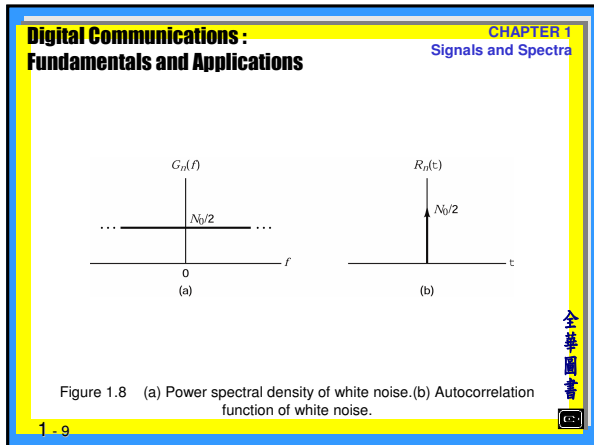 Digital Communications :
Fundamentals and Applications
CHAPTER 1
Signals and Spectra
Gn(f)
N0/2
... ...
f
0
(a)
Rn(t)
N0/2
t
(b)
Figure 1.8 (a) Power spectral density of white noise.(b) Autocorrelation
function of white noise.
全華圖書
1 - 9